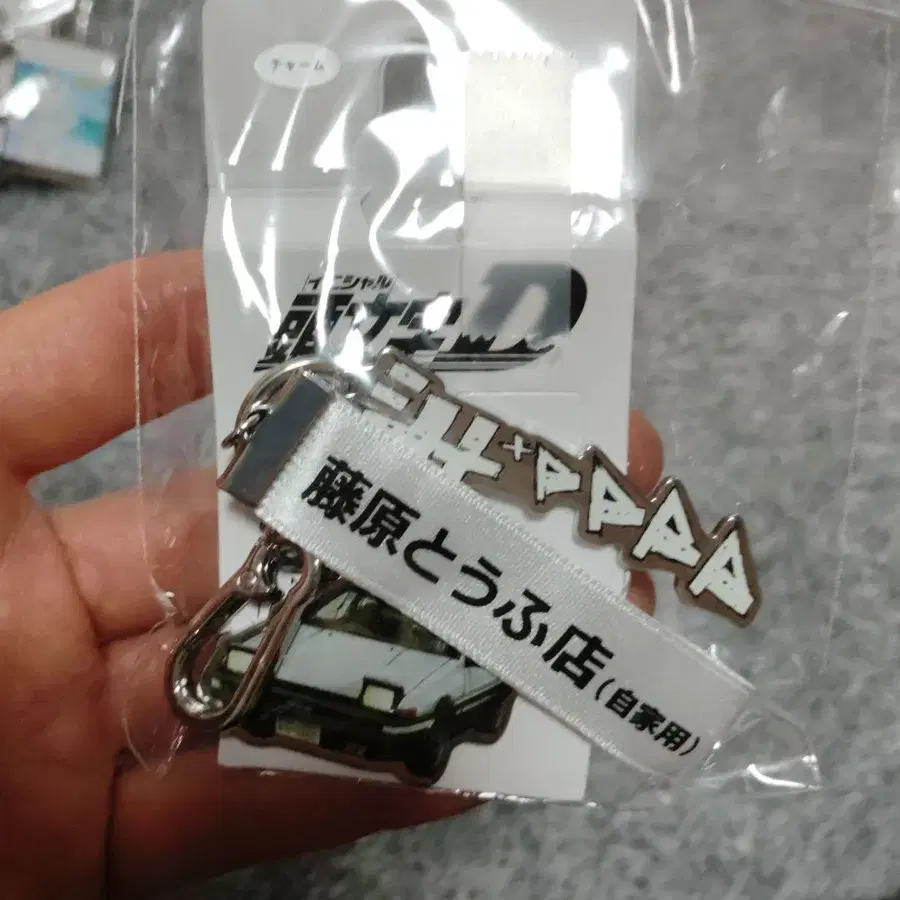 チャーム
イニシャル
頭文字D
藤原とうふ店(自家用)